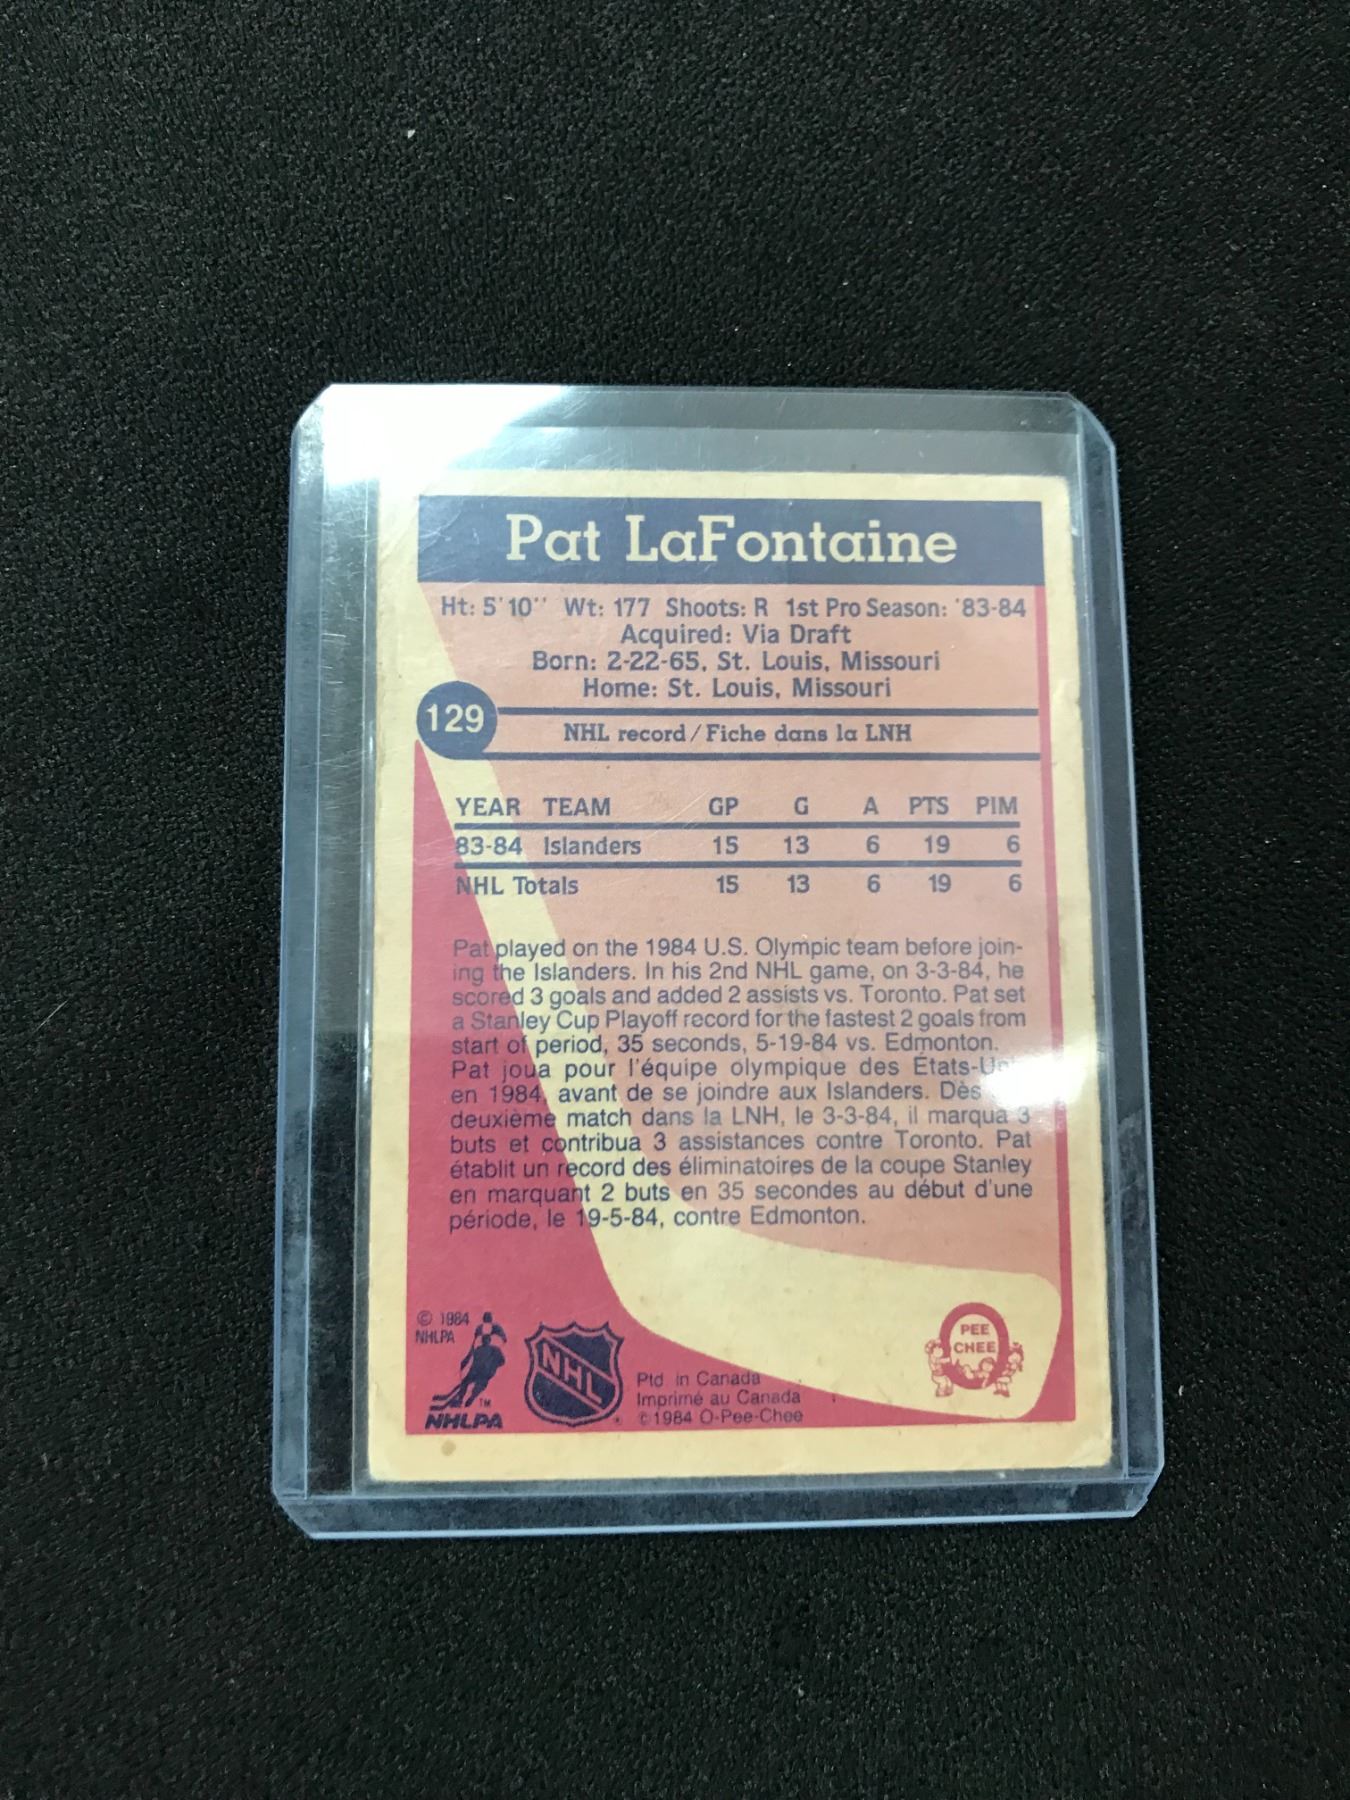 Pat LaFontaine
Ht: 5'10'' Wt: 177 Shoots: R 1st Pro Season: '83-84
Acquired: Via Draft
Born: 2-22-65, St. Louis, Missouri
Home: St. Louis, Missouri
129
NHL record/Fiche dans la LNH
YEAR TEAM GP G A PTS PIM
83-84 Islanders 15 13 6 19 6
NHL Totals 15 13 6 19 6
Pat played on the 1984 U.S. Olympic team before join-
ing the Islanders. In his 2nd NHL game, on 3-3-84, he
scored 3 goals and added 2 assists vs. Toronto. Pat set
a Stanley Cup Playoff record for the fastest 2 goals from
start of period, 35 seconds, 5-19-84 vs. Edmonton.
Pat joua pour l'équipe olympique des
en 1984, avant de se joindre aux Islanders. Dès
deuxième match dans la LNH, le 3-3-84, il marqua 3
buts et contribua 3 assistances contre Toronto. Pat
établit un record des éliminatoires de la coupe Stanley
en marquant 2 buts en 35 secondes au début d'une
période, le 19-5-84, contre Edmonton.
© 1984
NHLPA
TM
NHLPA
NHL
Ptd. in Canada
Imprimé au Canada
© 1984 O-Pee-Chee
O
PEE
CHEE